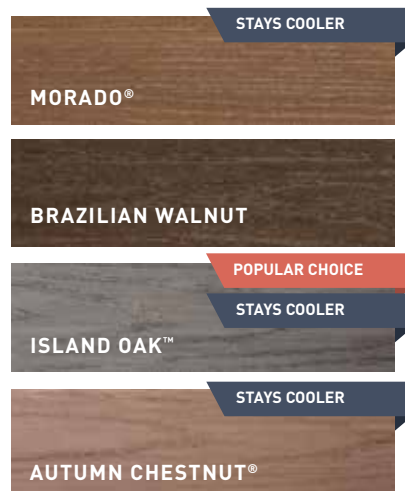 STAYS COOLER
MORADO®
BRAZILIAN WALNUT
POPULAR CHOICE
STAYS COOLER
ISLAND OAK™
STAYS COOLER
AUTUMN CHESTNUT®